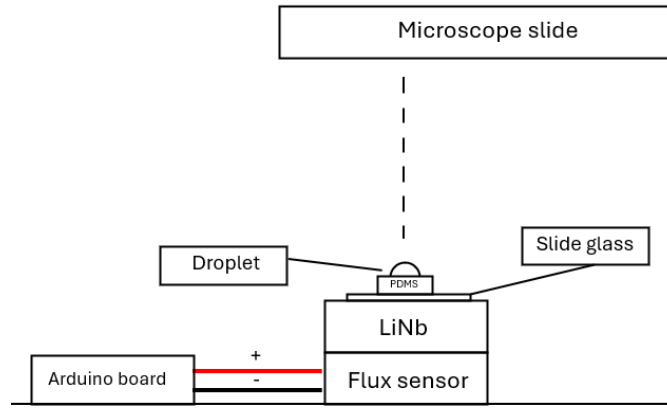 Microscope slide
Slide glass
Droplet
PDMS
LiNb
+
-
Arduino board
Flux sensor